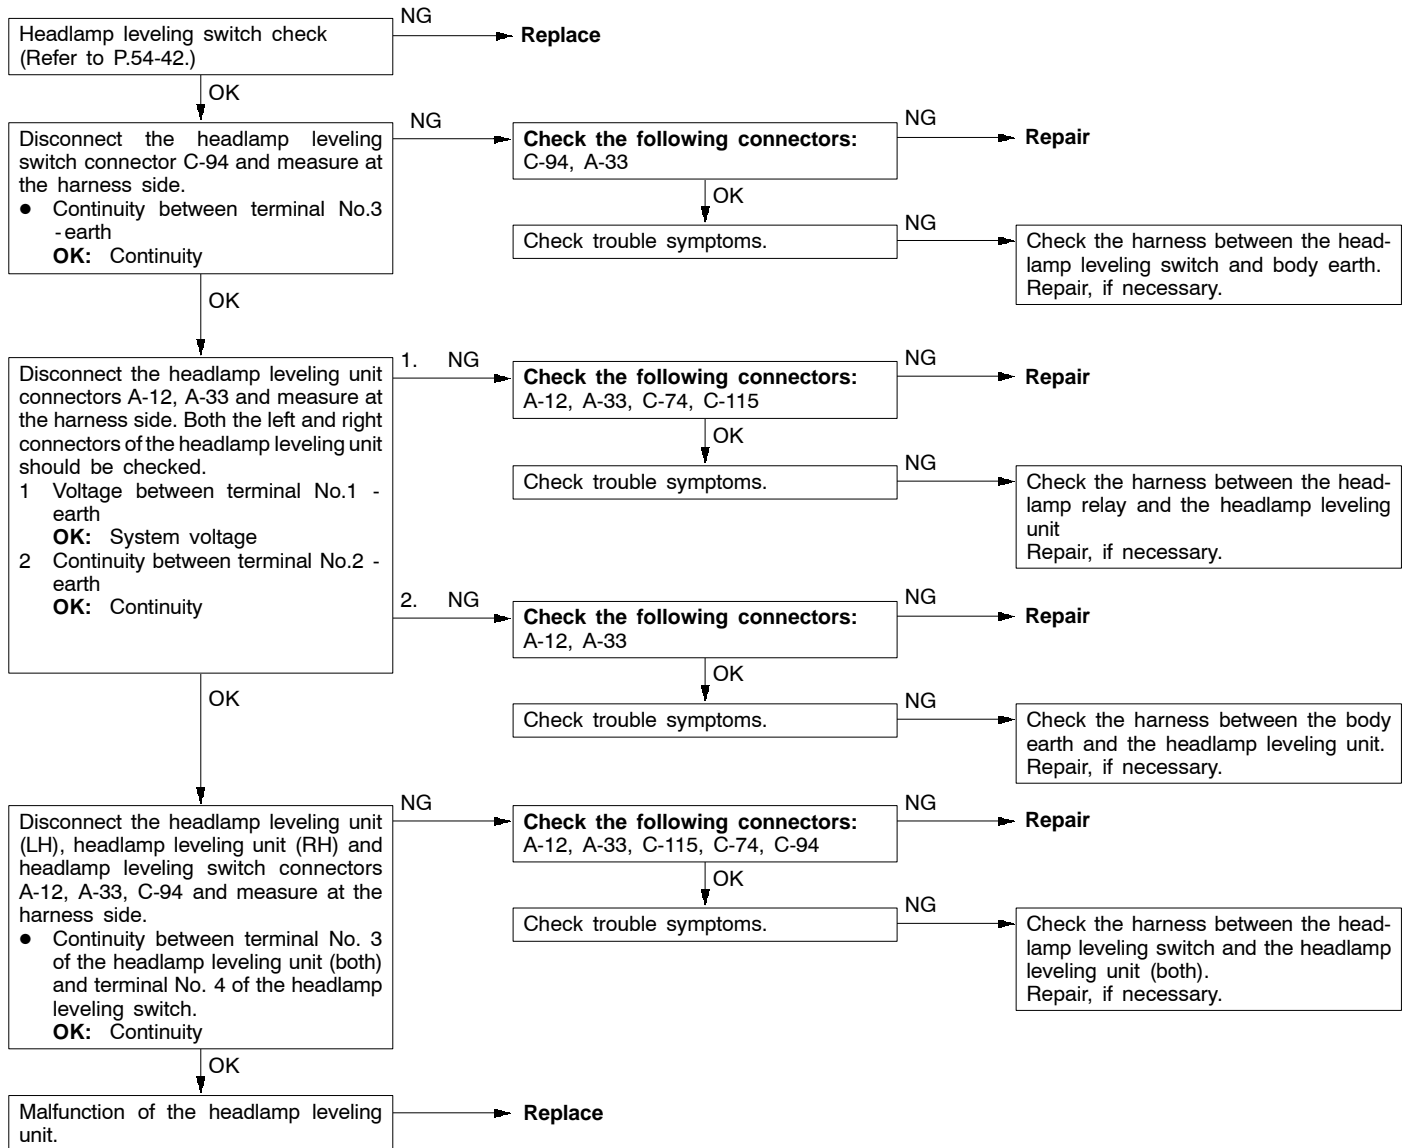 Headlamp leveling switch check
(Refer to P.54-42.)
NG
Replace
OK
Disconnect the headlamp leveling
switch connector C-94 and measure at
the harness side.
● Continuity between terminal No.3
- earth
OK: Continuity
NG
Check the following connectors:
C-94, A-33
NG
Repair
OK
Check trouble symptoms.
NG
Check the harness between the head-
lamp leveling switch and body earth.
Repair, if necessary.
OK
Disconnect the headlamp leveling unit
connectors A-12, A-33 and measure at
the harness side. Both the left and right
connectors of the headlamp leveling unit
should be checked.
1 Voltage between terminal No.1 -
earth
OK: System voltage
2 Continuity between terminal No.2 -
earth
OK: Continuity
1. NG
Check the following connectors:
A-12, A-33, C-74, C-115
NG
Repair
OK
Check trouble symptoms.
NG
Check the harness between the head-
lamp relay and the headlamp leveling
unit
Repair, if necessary.
2. NG
Check the following connectors:
A-12, A-33
NG
Repair
OK
Check trouble symptoms.
NG
Check the harness between the body
earth and the headlamp leveling unit.
Repair, if necessary.
OK
Disconnect the headlamp leveling unit
(LH), headlamp leveling unit (RH) and
headlamp leveling switch connectors
A-12, A-33, C-94 and measure at the
harness side.
● Continuity between terminal No. 3
of the headlamp leveling unit (both)
and terminal No. 4 of the headlamp
leveling switch.
OK: Continuity
NG
Check the following connectors:
A-12, A-33, C-115, C-74, C-94
NG
Repair
OK
Check trouble symptoms.
NG
Check the harness between the head-
lamp leveling switch and the headlamp
leveling unit (both).
Repair, if necessary.
OK
Malfunction of the headlamp leveling
unit.
Replace